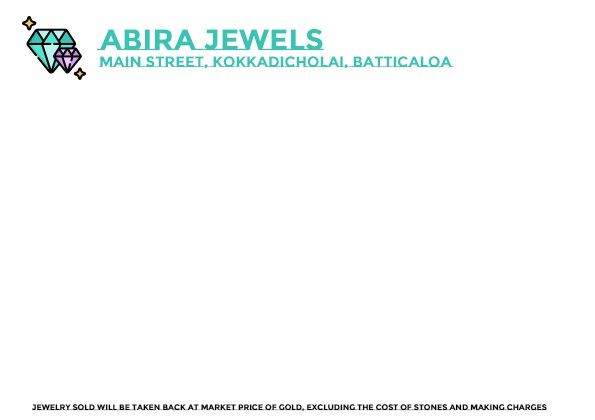 ABIRA JEWELS
MAIN STREET, KOKKADICHOLAI, BATTICALOA
JEWELRY SOLD WILL BE TAKEN BACK AT MARKET PRICE OF GOLD, EXCLUDING THE COST OF STONES AND MAKING CHARGES